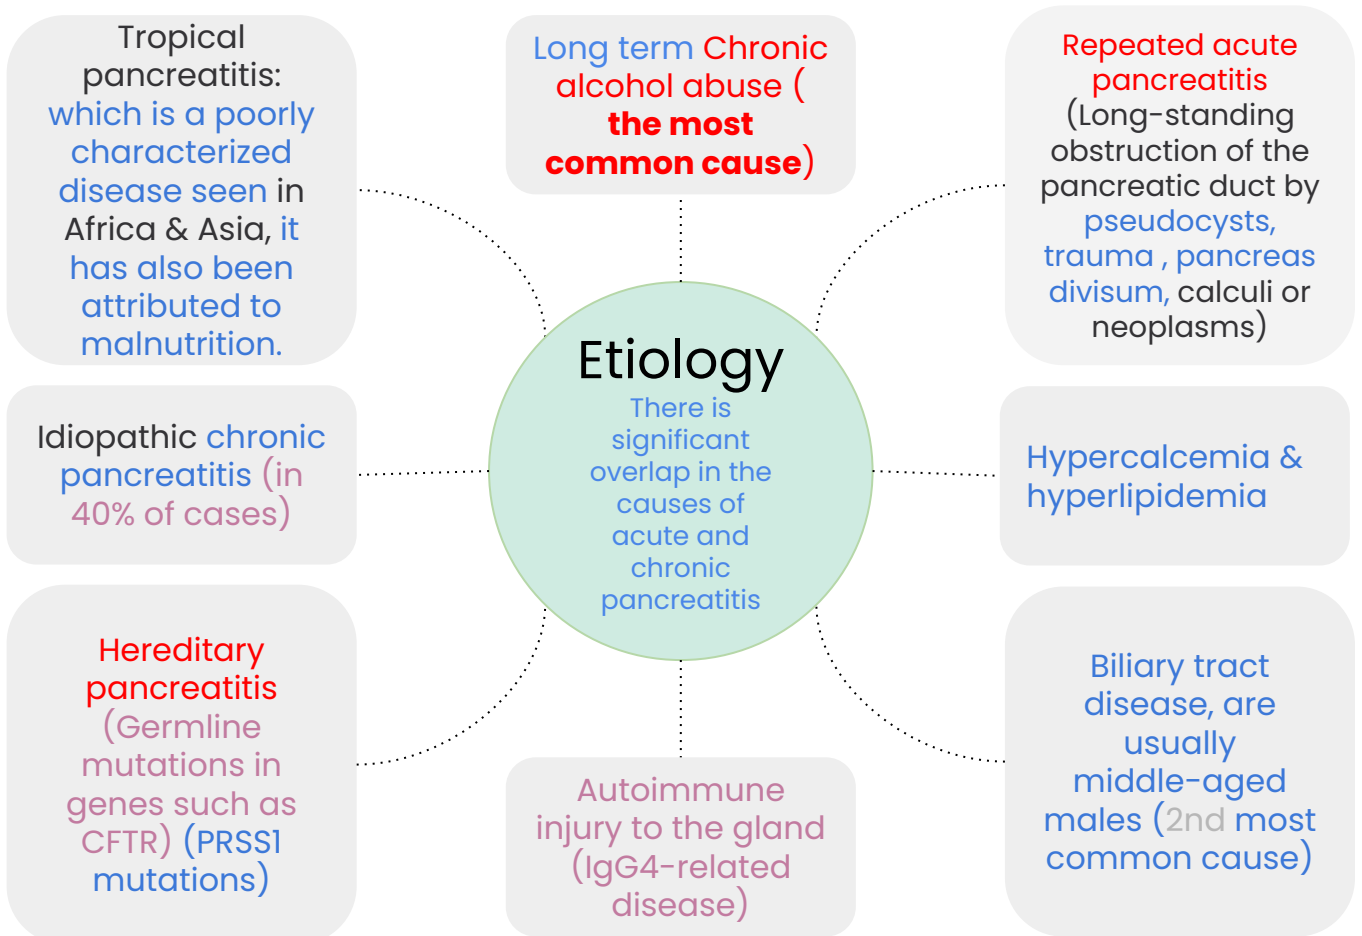 Tropical
pancreatitis:
which is a poorly
characterized
disease seen in
Africa & Asia, it
has also been
attributed to
malnutrition.
Long term Chronic
alcohol abuse (
the most
common cause)
Repeated acute
pancreatitis
(Long-standing
obstruction of the
pancreatic duct by
pseudocysts,
trauma , pancreas
divisum, calculi or
neoplasms)
Idiopathic chronic
pancreatitis (in
40% of cases)
Etiology
There is
significant
overlap in the
causes of
acute and
chronic
pancreatitis
Hypercalcemia &
hyperlipidemia
Hereditary
pancreatitis
(Germline
mutations in
genes such as
CFTR) (PRSS1
mutations)
Autoimmune
injury to the gland
(IgG4-related
disease)
Biliary tract
disease, are
usually
middle-aged
males (2nd most
common cause)